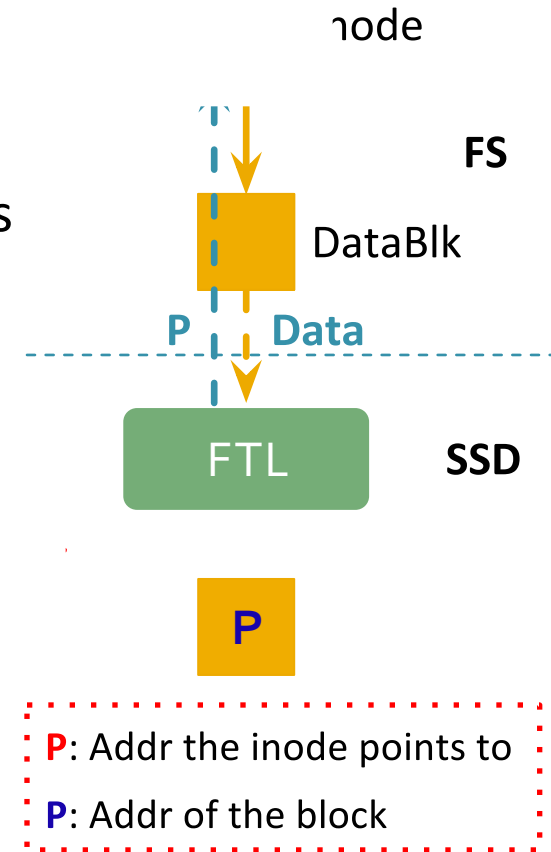 FS
DataBlk
P Data
FTL
SSD
P
P: Addr the inode points to
P: Addr of the block